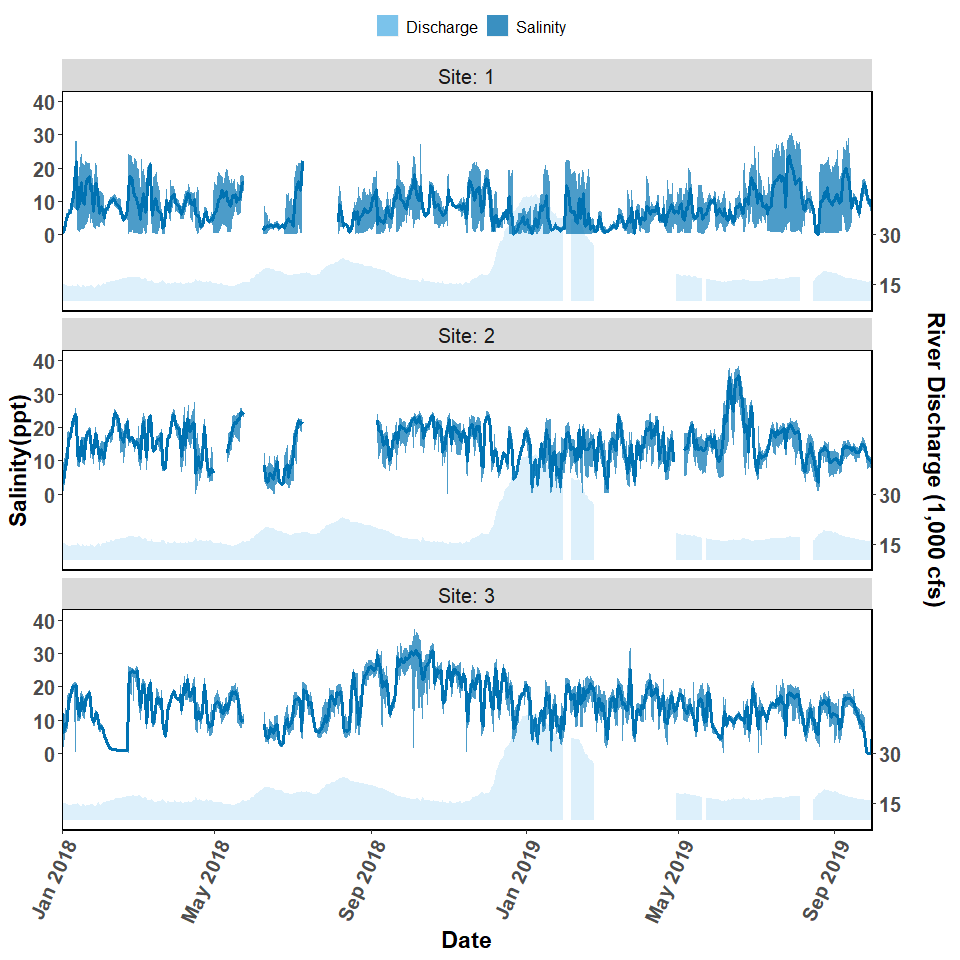 Discharge Salinity
Site: 1
40
30
20
10
0
30
15
Site: 2
40
30
20
10
0
30
15
Site: 3
40
30
20
10
0
30
15
Salinity(ppt)
River Discharge (1,000 cfs)
Jan 2018 May 2018 Sep 2018 Jan 2019 May 2019 Sep 2019
Date